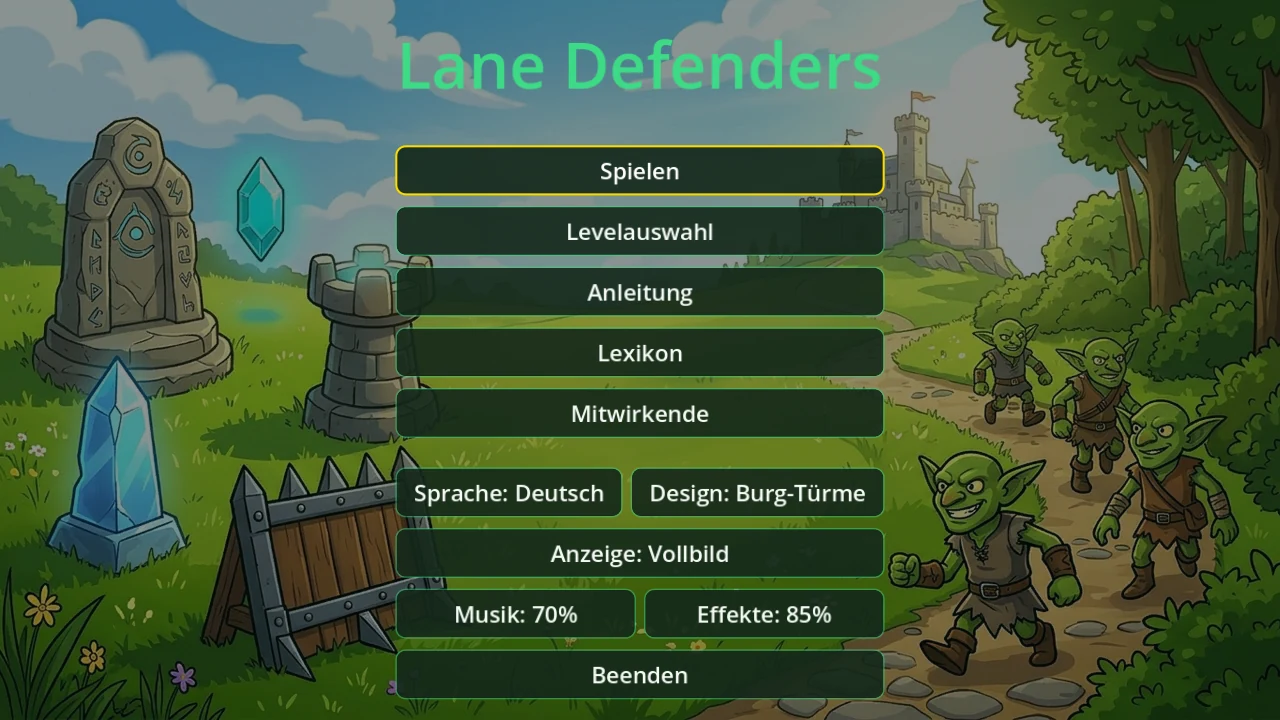 Lane Defenders
Spielen
Levelauswahl
Anleitung
Lexikon
Mitwirkende
Sprache: Deutsch
Design: Burg-Türme
Anzeige: Vollbild
Musik: 70%
Effekte: 85%
Beenden